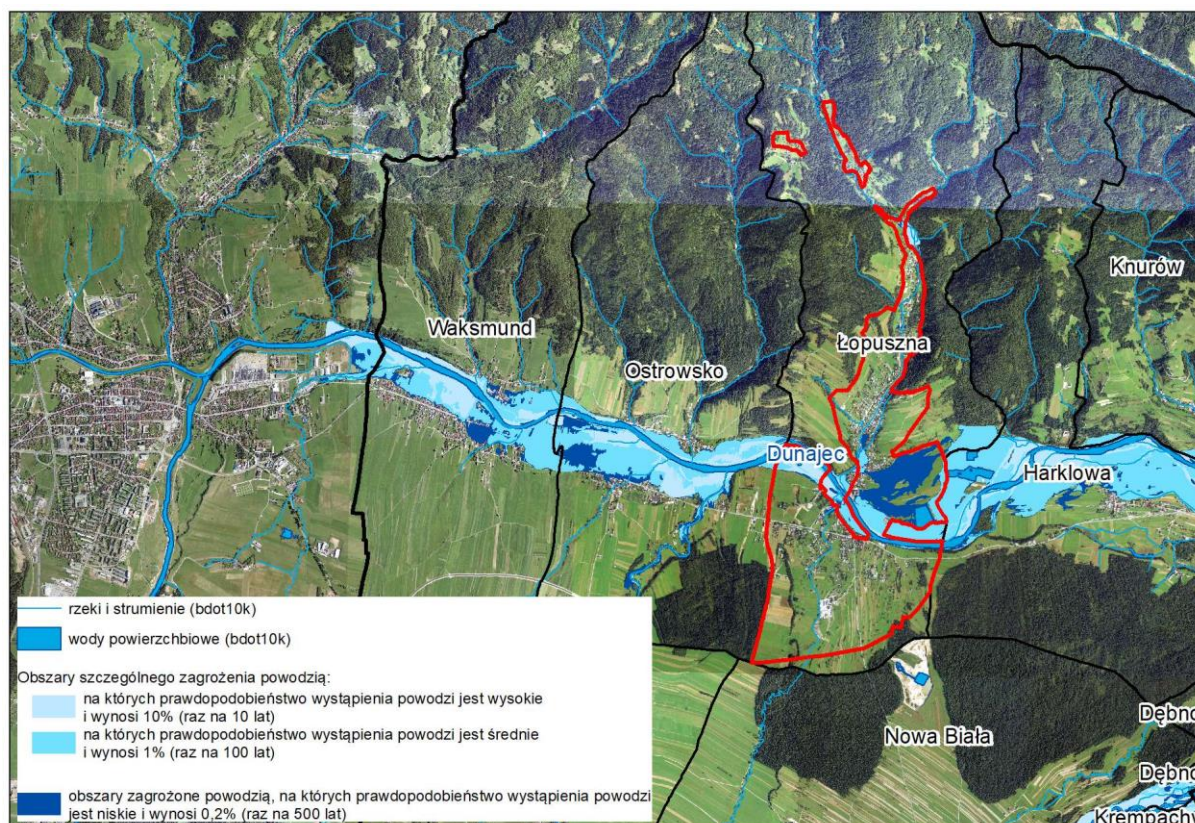 Knurów
Waksmund
Łopuszna
Ostrowsko
Dunajec
Harklowa
rzeki i strumienie (bdot10k)
wody powierzchbiowe (bdot10k)
Obszary szczególnego zagrożenia powodzią:
na których prawdopodobieństwo wystąpienia powodzi jest wysokie
i wynosi 10% (raz na 10 lat)
na których prawdopodobieństwo wystąpienia powodzi jest średnie
i wynosi 1% (raz na 100 lat)
obszary zagrożone powodzią, na których prawdopodobieństwo wystąpienia powodzi
jest niskie i wynosi 0,2% (raz na 500 lat)
Dębno
Nowa Biała
Dębno
Krempachy